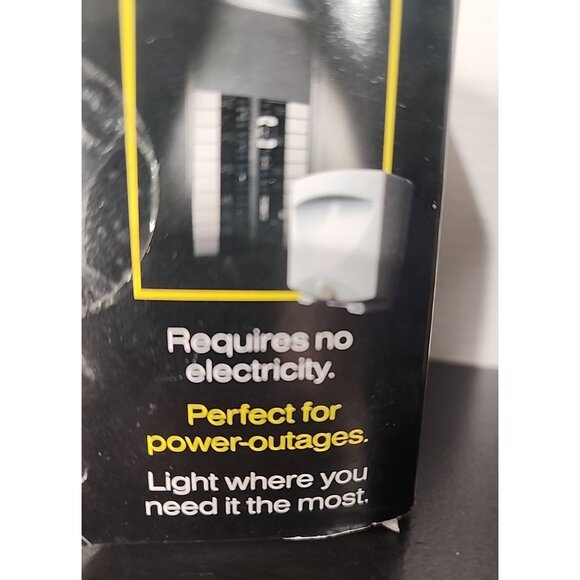 Requires no
electricity.
Perfect for
power-outages.
Light where you
need it the most.